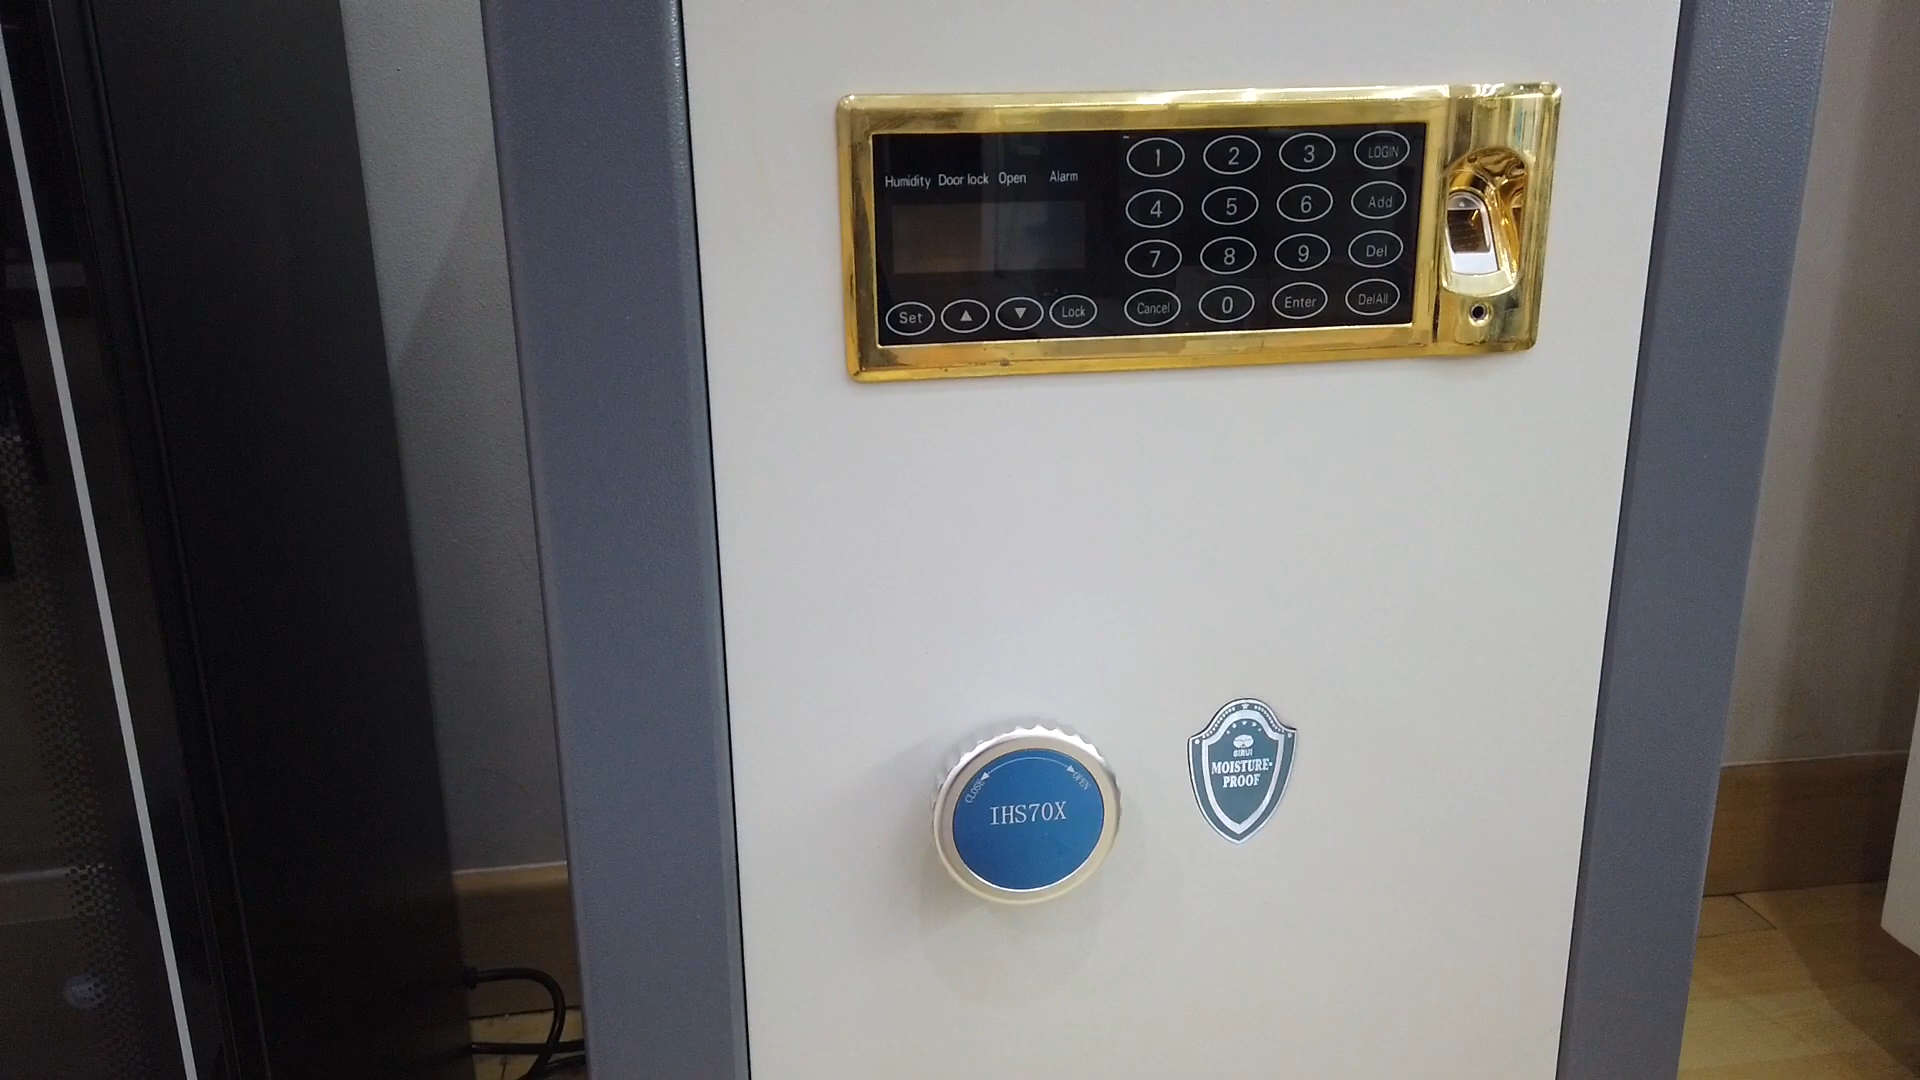 Humidity Door lock Open Alarm
1 2 3 LOGIN
4 5 6 Add
7 8 9 Del
Set ▲ ▼ Lock Cancel 0 Enter DelAll
CLOSE OPEN
IHS70X
BIRUI
MOISTURE-
PROOF